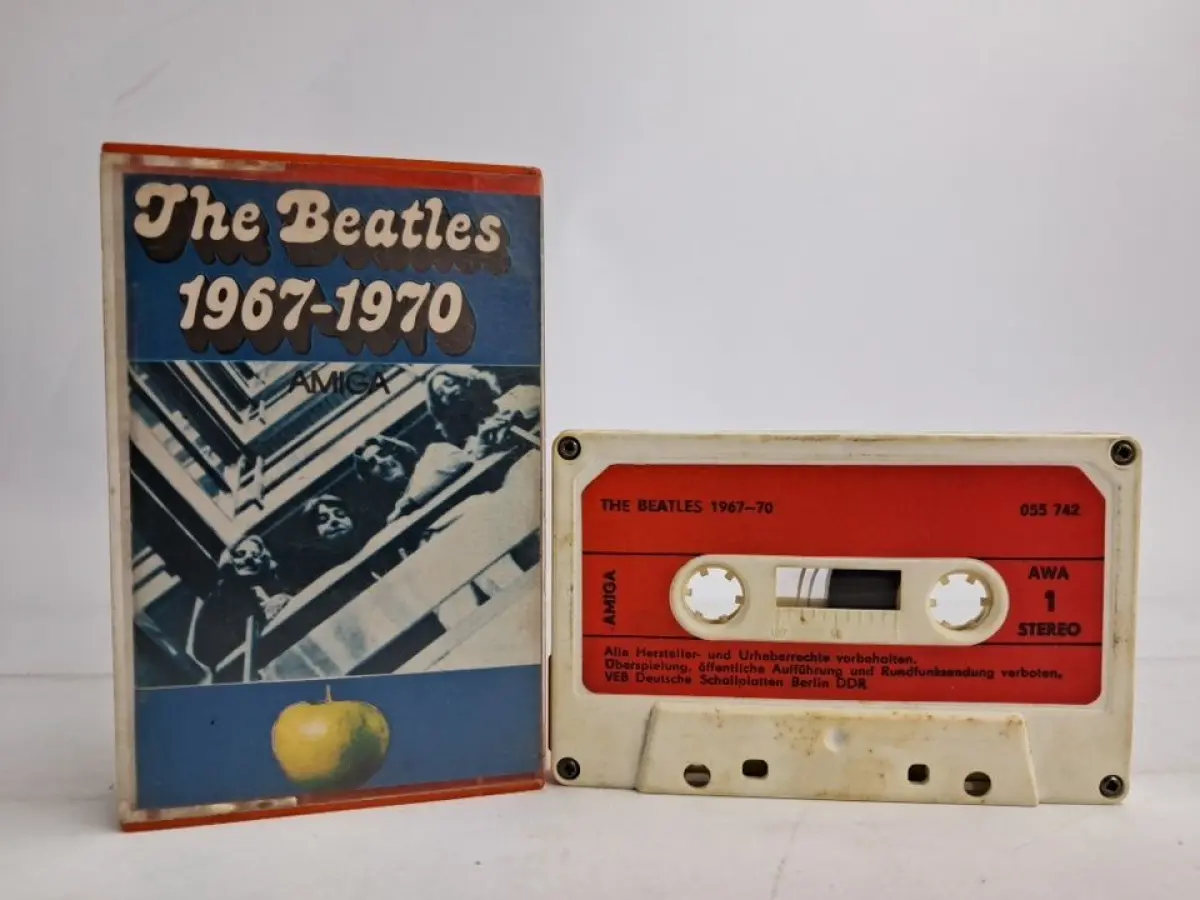 The Beatles
1967-1970
AMIGA
THE BEATLES 1967–70
055 742
AMIGA
AWA
1
STEREO
Alle Hersteller- und Urheberrechte vorbehalten.
Überspielung, öffentliche Aufführung und Rundfunksendung verboten.
VEB Deutsche Schallplatten Berlin DDR